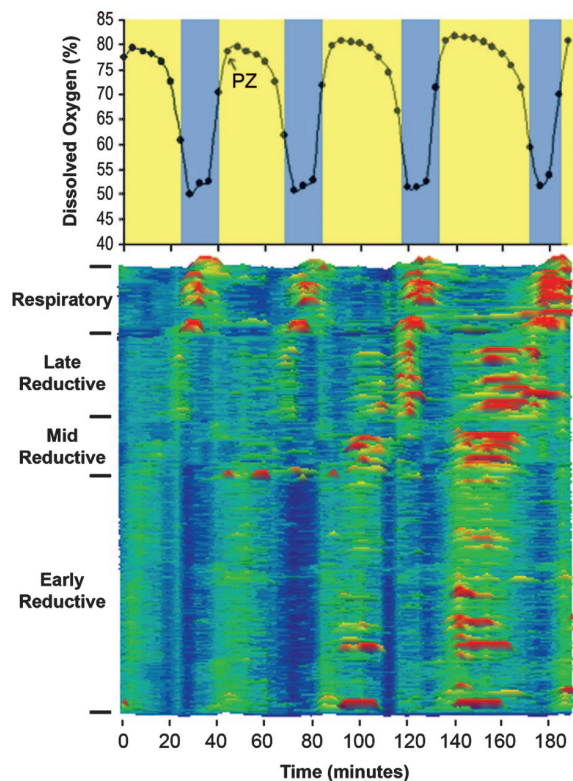 Dissolved Oxygen (%)
85
80
75
70
65
60
55
50
45
40
PZ
Respiratory
Late
Reductive
Mid
Reductive
Early
Reductive
0 20 40 60 80 100 120 140 160 180
Time (minutes)